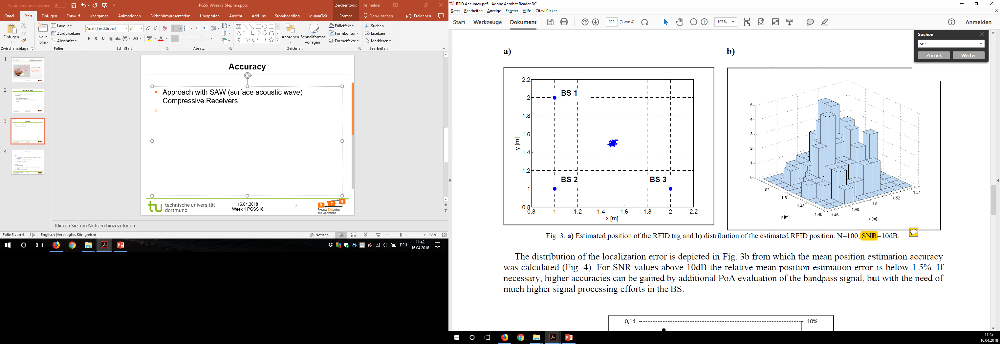 Automatisches Speichern
PGSS18Week3_Stephan.pptx
Zeichentools
Anmelden
Datei Start Einfügen Entwurf Übergänge Animationen Bildschirmpräsentation Überprüfen Ansicht Add-Ins Storyboarding IguanaTeX Format Sie wünschen... Freigeben
Einfügen
Neue
Folie
Layout
Zurücksetzen
Abschnitt
Arial (Textkörper) 24
F K U S abc AV Aa
Anordnen
Schnellformat-
vorlagen
Fülleffekt
Formkontur
Formeffekte
Suchen
Ersetzen
Markieren
Zwischenablage Folien Schriftart Absatz Zeichnen Bearbeiten
1
2
3
4
Accuracy
Approach with SAW (surface acoustic wave)
Compressive Receivers
tu technische universität
dortmund
16.04.2018
Week 1 PGSS18
3
D Y N
Process Dynamics
and Operations
Klicken Sie, um Notizen hinzuzufügen
Folie 3 von 4 Englisch (Vereinigtes Königreich) Notizen 68 %
DEU
11:42
16.04.2018
RFID Accuracy.pdf - Adobe Acrobat Reader DC
Datei Bearbeiten Anzeige Fenster Hilfe Citavi Picker
Start Werkzeuge Dokument 322 (3 von 4) 197% Anmelden
Suchen
snr
Zurück Weiter
a)
2.2
2
1.8
1.6
1.4
1.2
1
0.8
y [m]
BS 1
BS 2
BS 3
0.8 1 1.2 1.4 1.6 1.8 2 2.2
x [m]
b)
5
4
3
2
1
0
1.52
1.5
1.48
1.46
y [m]
1.46
1.48
1.5
1.52
1.54
x [m]
Fig. 3. a) Estimated position of the RFID tag and b) distribution of the estimated RFID position. N=100, SNR=10dB.
The distribution of the localization error is depicted in Fig. 3b from which the mean position estimation accuracy
was calculated (Fig. 4). For SNR values above 10dB the relative mean position estimation error is below 1.5%. If
necessary, higher accuracies can be gained by additional PoA evaluation of the bandpass signal, but with the need of
much higher signal processing efforts in the BS.
0,14
10%
11:42
16.04.2018